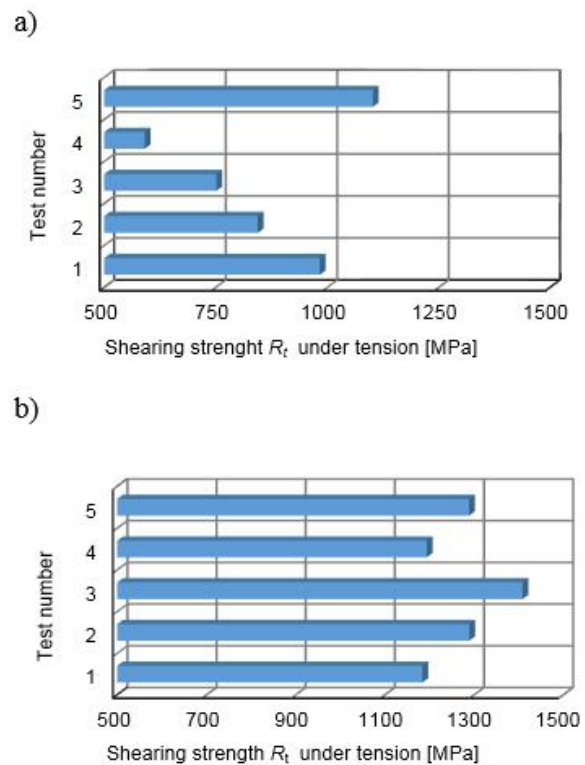 a)
5
4
3
2
1
Test number
500 750 1000 1250 1500
Shearing strenght Rt under tension [MPa]
b)
5
4
3
2
1
Test number
500 700 900 1100 1300 1500
Shearing strength Rt under tension [MPa]